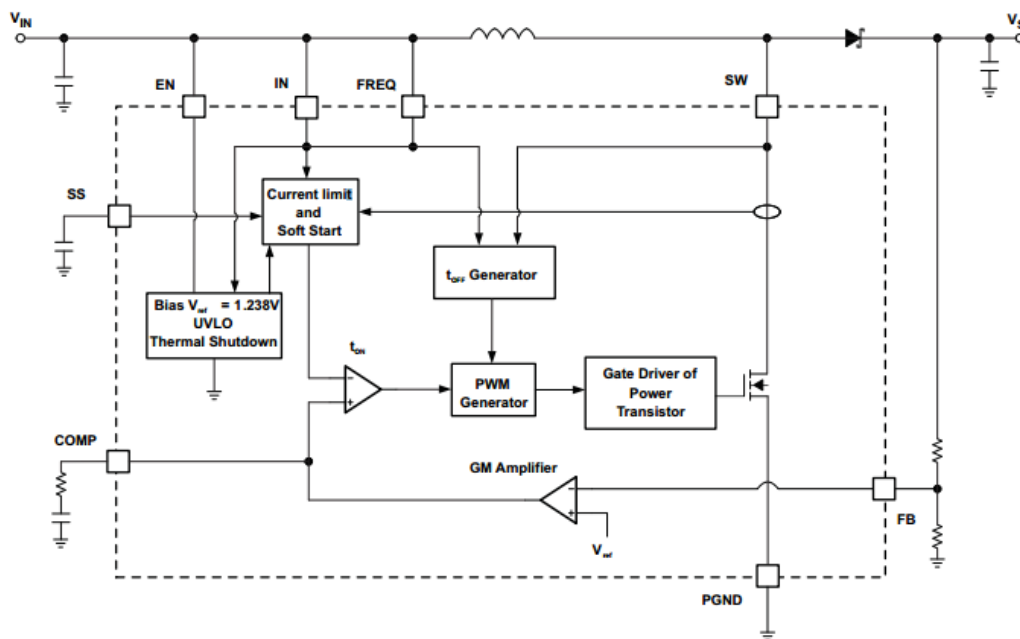 VIN
VS
EN
IN
FREQ
SW
SS
Current limit
and
Soft Start
tOFF Generator
Bias Vref = 1.238V
UVLO
Thermal Shutdown
tON
PWM
Generator
Gate Driver of
Power
Transistor
COMP
GM Amplifier
FB
Vref
PGND